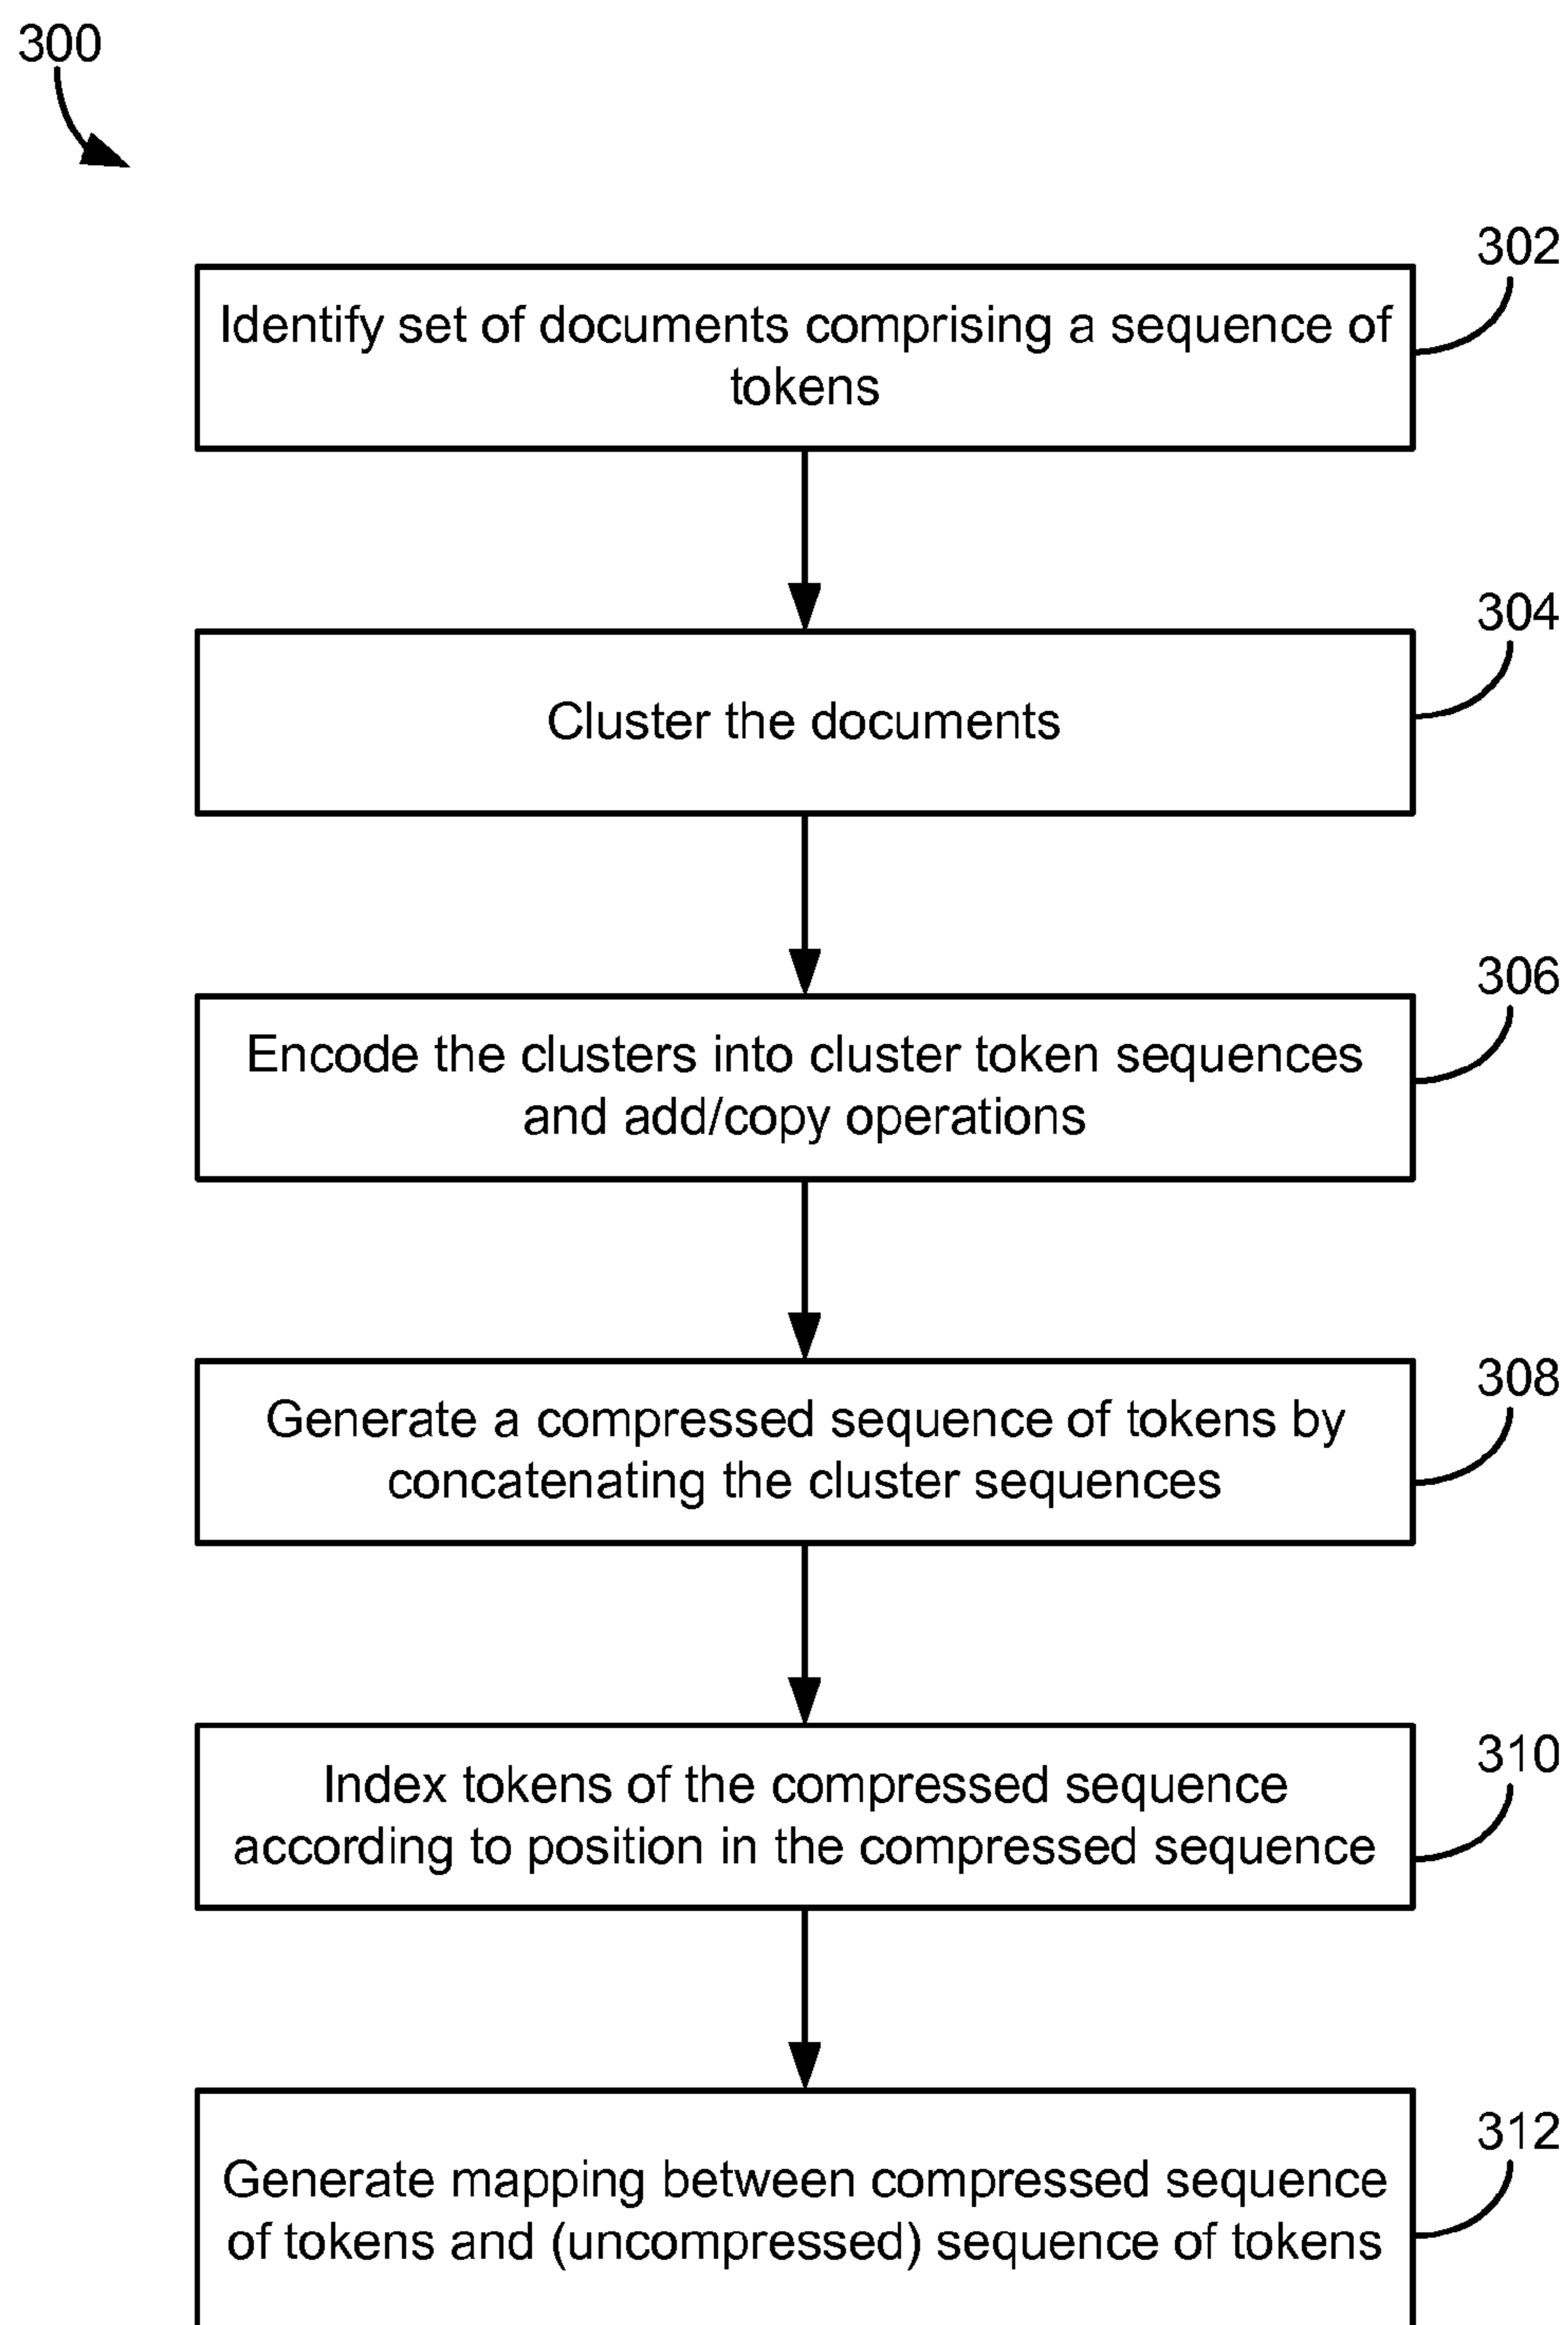 300
302
Identify set of documents comprising a sequence of
tokens
304
Cluster the documents
306
Encode the clusters into cluster token sequences
and add/copy operations
308
Generate a compressed sequence of tokens by
concatenating the cluster sequences
310
Index tokens of the compressed sequence
according to position in the compressed sequence
312
Generate mapping between compressed sequence
of tokens and (uncompressed) sequence of tokens